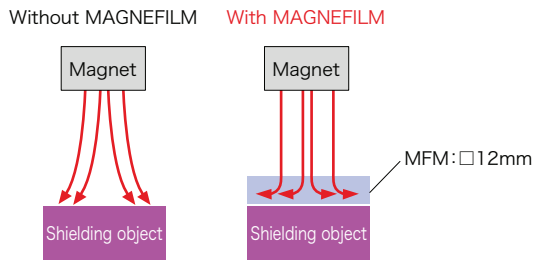 Without MAGNEFILM
With MAGNEFILM
Magnet
Magnet
MFM:□12mm
Shielding object
Shielding object